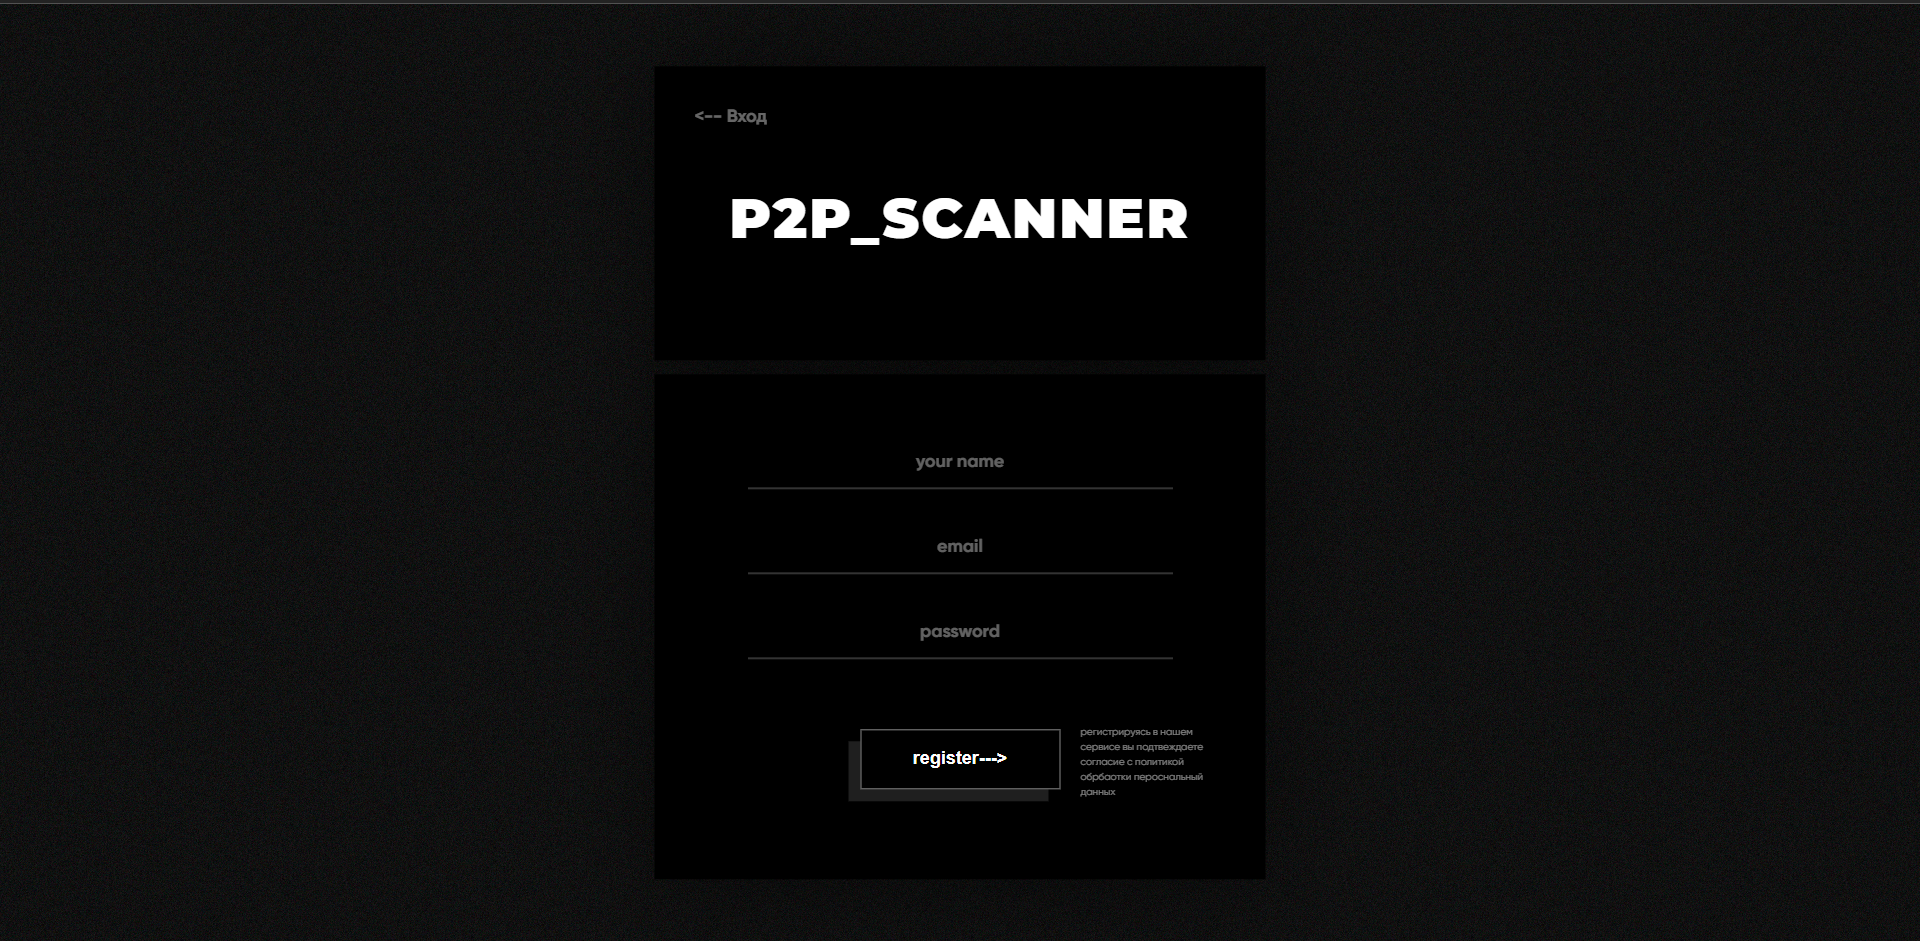 <-- Вход
P2P_SCANNER
your name
email
password
register--->
регистрируясь в нашем
сервисе вы подтвеждаете
согласие с политикой
обрбаотки пероснальный
данных